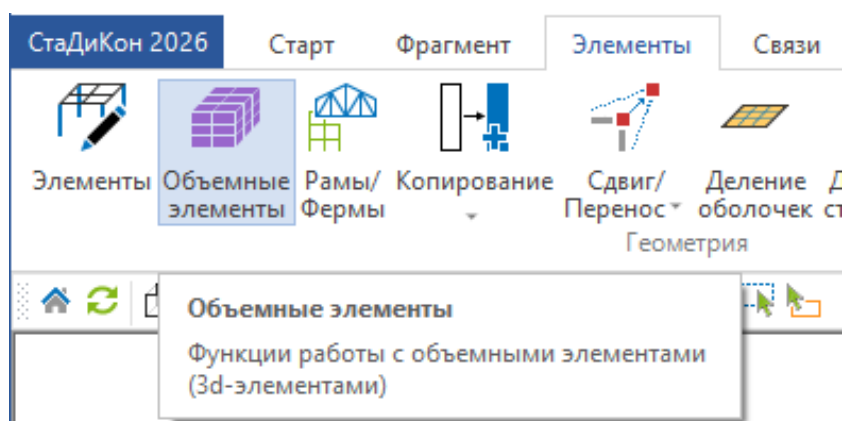 СтаДиКон 2026 Старт Фрагмент Элементы Связи
Элементы Объемные элементы Рамы/ Фермы Копирование Сдвиг/ Перенос Деление оболочек
Геометрия
Объемные элементы
Функции работы с объемными элементами
(3d-элементами)